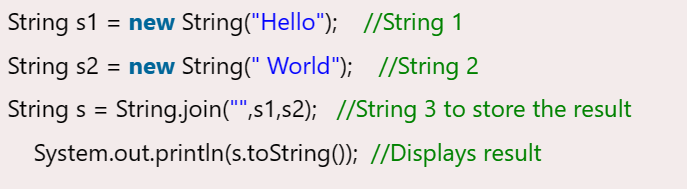 String s1 = new String("Hello");    //String 1
String s2 = new String(" World");    //String 2
String s = String.join("",s1,s2);   //String 3 to store the result
    System.out.println(s.toString());  //Displays result